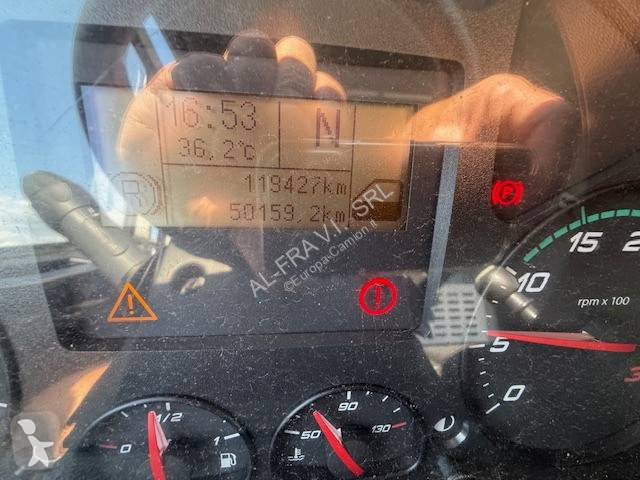 16:53
N
36,2°C
119427km
50159.2km
R
P
AL-FRA.V.I. SRL
©Europa-Camion.it
15
10
5
0
rpm x 100
0
1/2
1
50
90
130